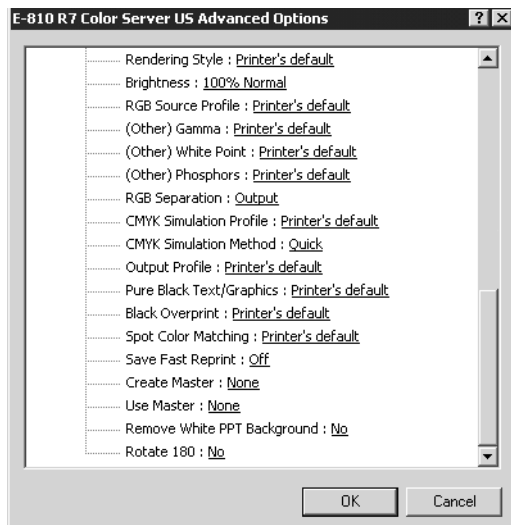 E-810 R7 Color Server US Advanced Options
Rendering Style : Printer's default
Brightness : 100% Normal
RGB Source Profile : Printer's default
(Other) Gamma : Printer's default
(Other) White Point : Printer's default
(Other) Phosphors : Printer's default
RGB Separation : Output
CMYK Simulation Profile : Printer's default
CMYK Simulation Method : Quick
Output Profile : Printer's default
Pure Black Text/Graphics : Printer's default
Black Overprint : Printer's default
Spot Color Matching : Printer's default
Save Fast Reprint : Off
Create Master : None
Use Master : None
Remove White PPT Background : No
Rotate 180 : No
OK Cancel